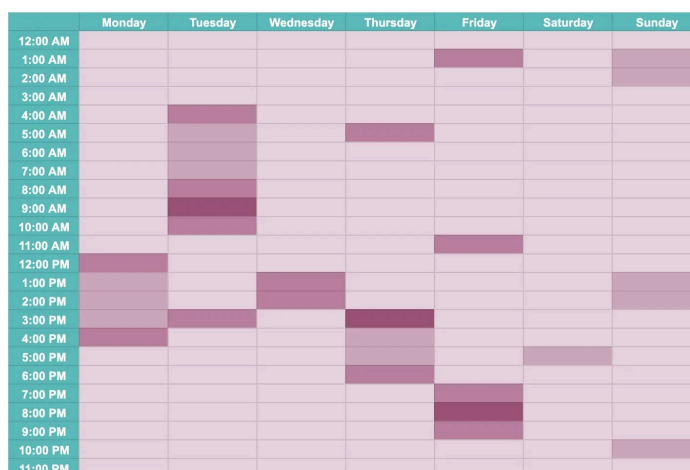 Monday Tuesday Wednesday Thursday Friday Saturday Sunday
12:00 AM
1:00 AM
2:00 AM
3:00 AM
4:00 AM
5:00 AM
6:00 AM
7:00 AM
8:00 AM
9:00 AM
10:00 AM
11:00 AM
12:00 PM
1:00 PM
2:00 PM
3:00 PM
4:00 PM
5:00 PM
6:00 PM
7:00 PM
8:00 PM
9:00 PM
10:00 PM
11:00 PM